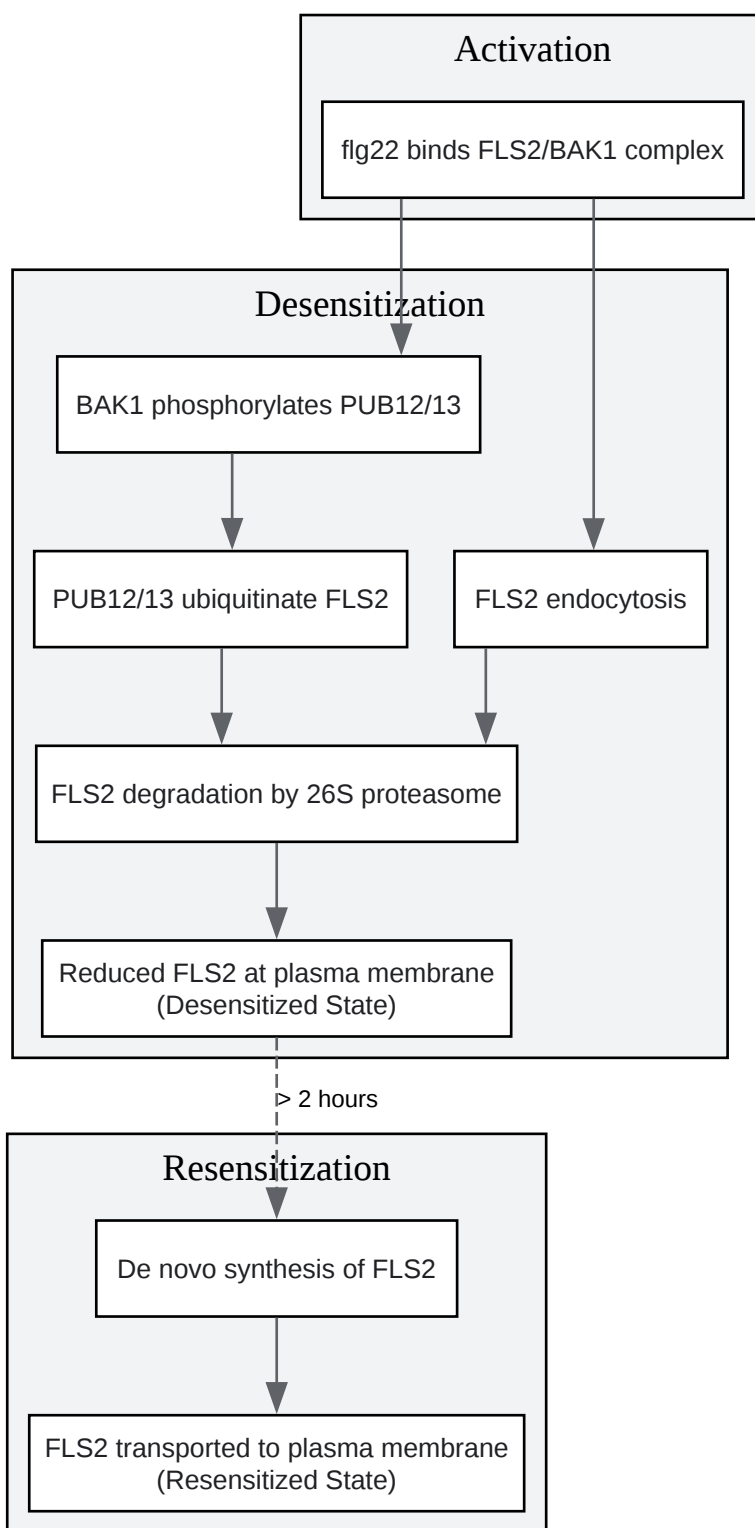 Activation
flg22 binds FLS2/BAK1 complex
Desensitization
BAK1 phosphorylates PUB12/13
PUB12/13 ubiquitinate FLS2
FLS2 endocytosis
FLS2 degradation by 26S proteasome
Reduced FLS2 at plasma membrane
(Desensitized State)
> 2 hours
Resensitization
De novo synthesis of FLS2
FLS2 transported to plasma membrane
(Resensitized State)